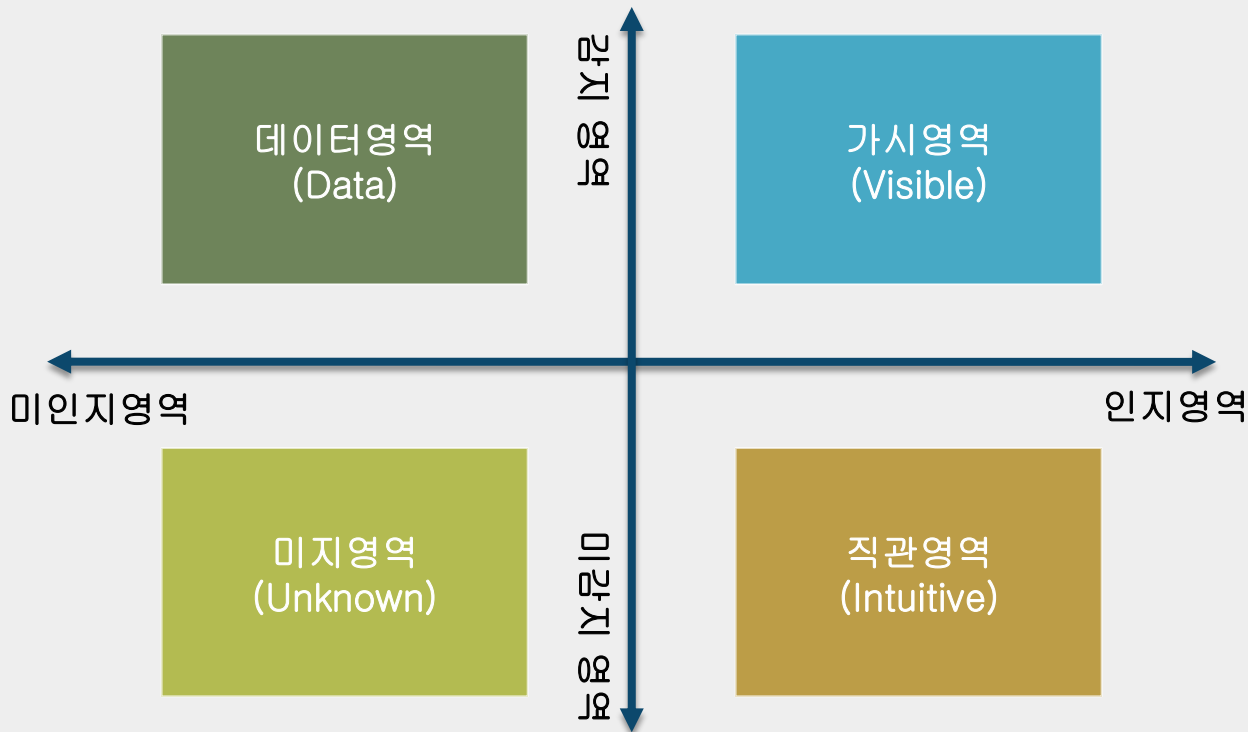 감지 영역
데이터영역
(Data)
가시영역
(Visible)
미인지영역
인지영역
미지영역
(Unknown)
미감지 영역
직관영역
(Intuitive)